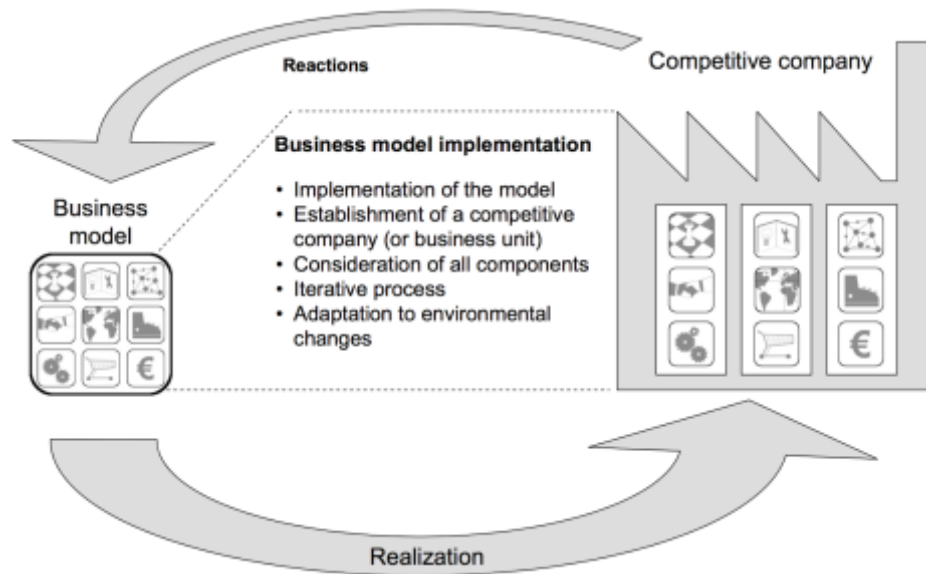 Reactions
Competitive company
Business model implementation
• Implementation of the model
• Establishment of a competitive
company (or business unit)
• Consideration of all components
• Iterative process
• Adaptation to environmental
changes
Business
model
€
€
Realization